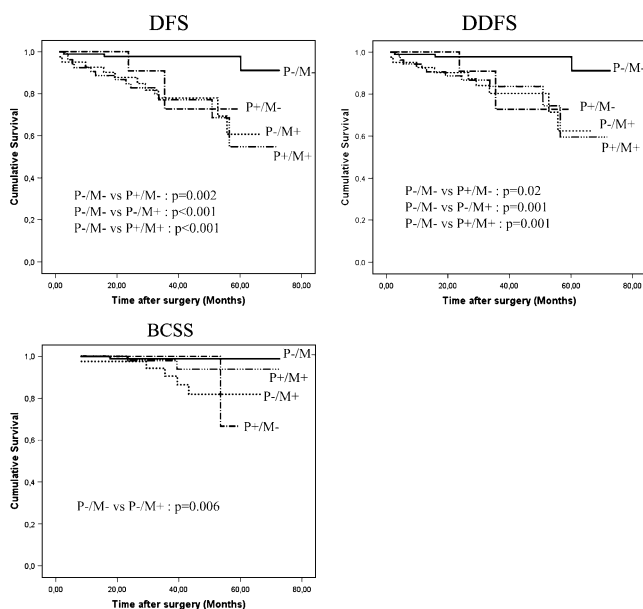 DFS
Cumulative Survival
1,0
0,8
0,6
0,4
0,2
0,0
P-/M-
P+/M-
P-/M+
P+/M+
P-/M- vs P+/M- : p=0.002
P-/M- vs P-/M+ : p<0.001
P-/M- vs P+/M+ : p<0.001
0,00 20,00 40,00 60,00 80,00
Time after surgery (Months)
DDFS
Cumulative Survival
1,0
0,8
0,6
0,4
0,2
0,0
P-/M-
P+/M-
P-/M+
P+/M+
P-/M- vs P+/M- : p=0.02
P-/M- vs P-/M+ : p=0.001
P-/M- vs P+/M+ : p=0.001
0,00 20,00 40,00 60,00 80,00
Time after surgery (Months)
BCSS
Cumulative Survival
1,0
0,8
0,6
0,4
0,2
0,0
P-/M-
P+/M+
P-/M+
P+/M-
P-/M- vs P-/M+ : p=0.006
0,00 20,00 40,00 60,00 80,00
Time after surgery (Months)